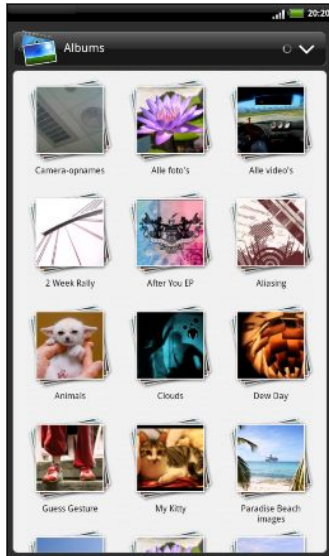 20:20
Albums
Camera-opnames
Alle foto's
Alle video's
2 Week Rally
After You EP
Aliasing
Animals
Clouds
Dew Day
Guess Gesture
My Kitty
Paradise Beach
images